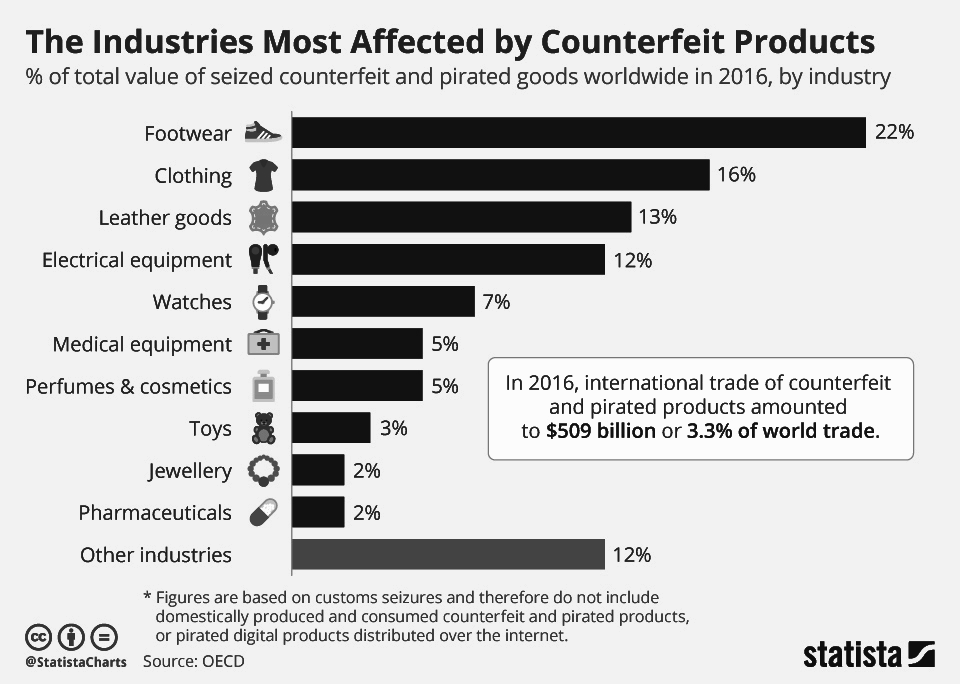 The Industries Most Affected by Counterfeit Products
% of total value of seized counterfeit and pirated goods worldwide in 2016, by industry
Footwear 22%
Clothing 16%
Leather goods 13%
Electrical equipment 12%
Watches 7%
Medical equipment 5%
Perfumes & cosmetics 5%
Toys 3%
Jewellery 2%
Pharmaceuticals 2%
Other industries 12%
In 2016, international trade of counterfeit
and pirated products amounted
to $509 billion or 3.3% of world trade.
* Figures are based on customs seizures and therefore do not include
domestically produced and consumed counterfeit and pirated products,
or pirated digital products distributed over the internet.
cc
@StatistaCharts Source: OECD
statista